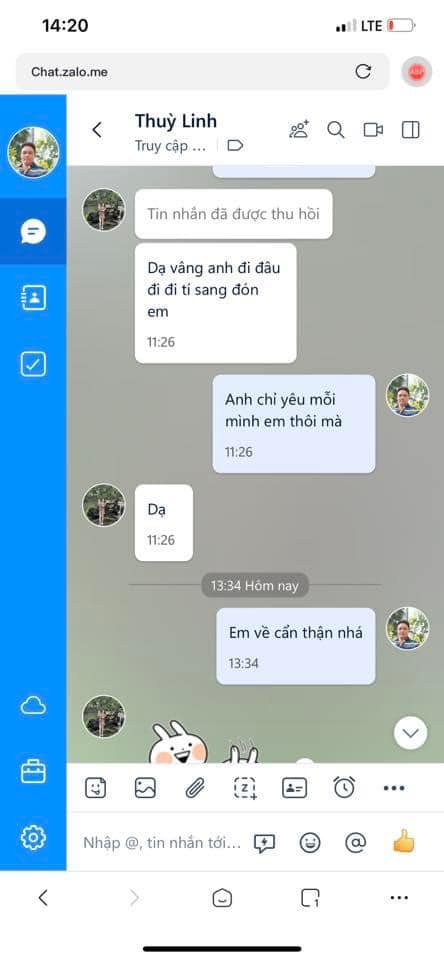 14:20
LTE
Chat.zalo.me
ABP
Thuỳ Linh
Truy cập ...
Tin nhắn đã được thu hồi
Dạ vâng anh đi đâu
đi đi tí sang đón
em
11:26
Anh chỉ yêu mỗi
mình em thôi mà
11:26
Dạ
11:26
13:34 Hôm nay
Em về cẩn thận nhá
13:34
Nhập @, tin nhắn tới...
1